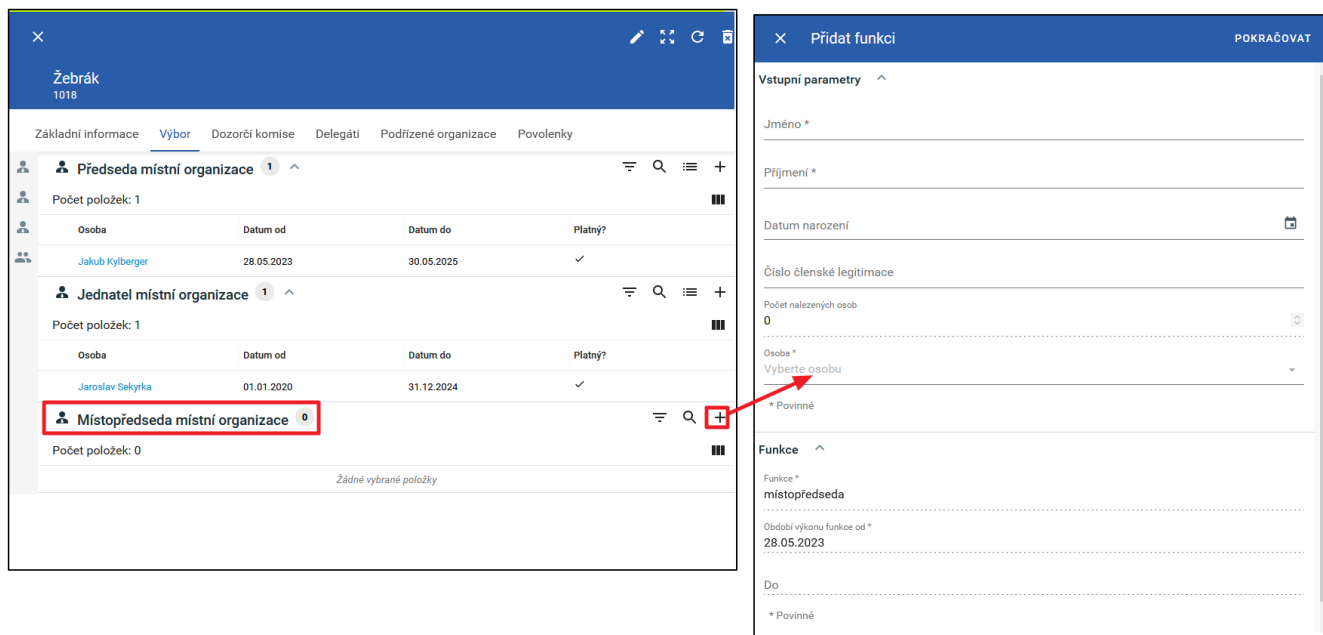 Žebrák
1018
Základní informace Výbor Dozorčí komise Delegáti Podřízené organizace Povolenky
Předseda místní organizace 1
Počet položek: 1
Osoba Datum od Datum do Platný?
Jakub Kylberger 28.05.2023 30.05.2025
Jednatel místní organizace 1
Počet položek: 1
Osoba Datum od Datum do Platný?
Jaroslav Sekyrka 01.01.2020 31.12.2024
Místopředseda místní organizace 0
Počet položek: 0
Žádné vybrané položky
Přidat funkci POKRAČOVAT
Vstupní parametry
Jméno *
Příjmení *
Datum narození
Číslo členské legitimace
Počet nalezených osob
0
Osoba *
Vyberte osobu
* Povinné
Funkce
Funkce *
místopředseda
Období výkonu funkce od *
28.05.2023
Do
* Povinné